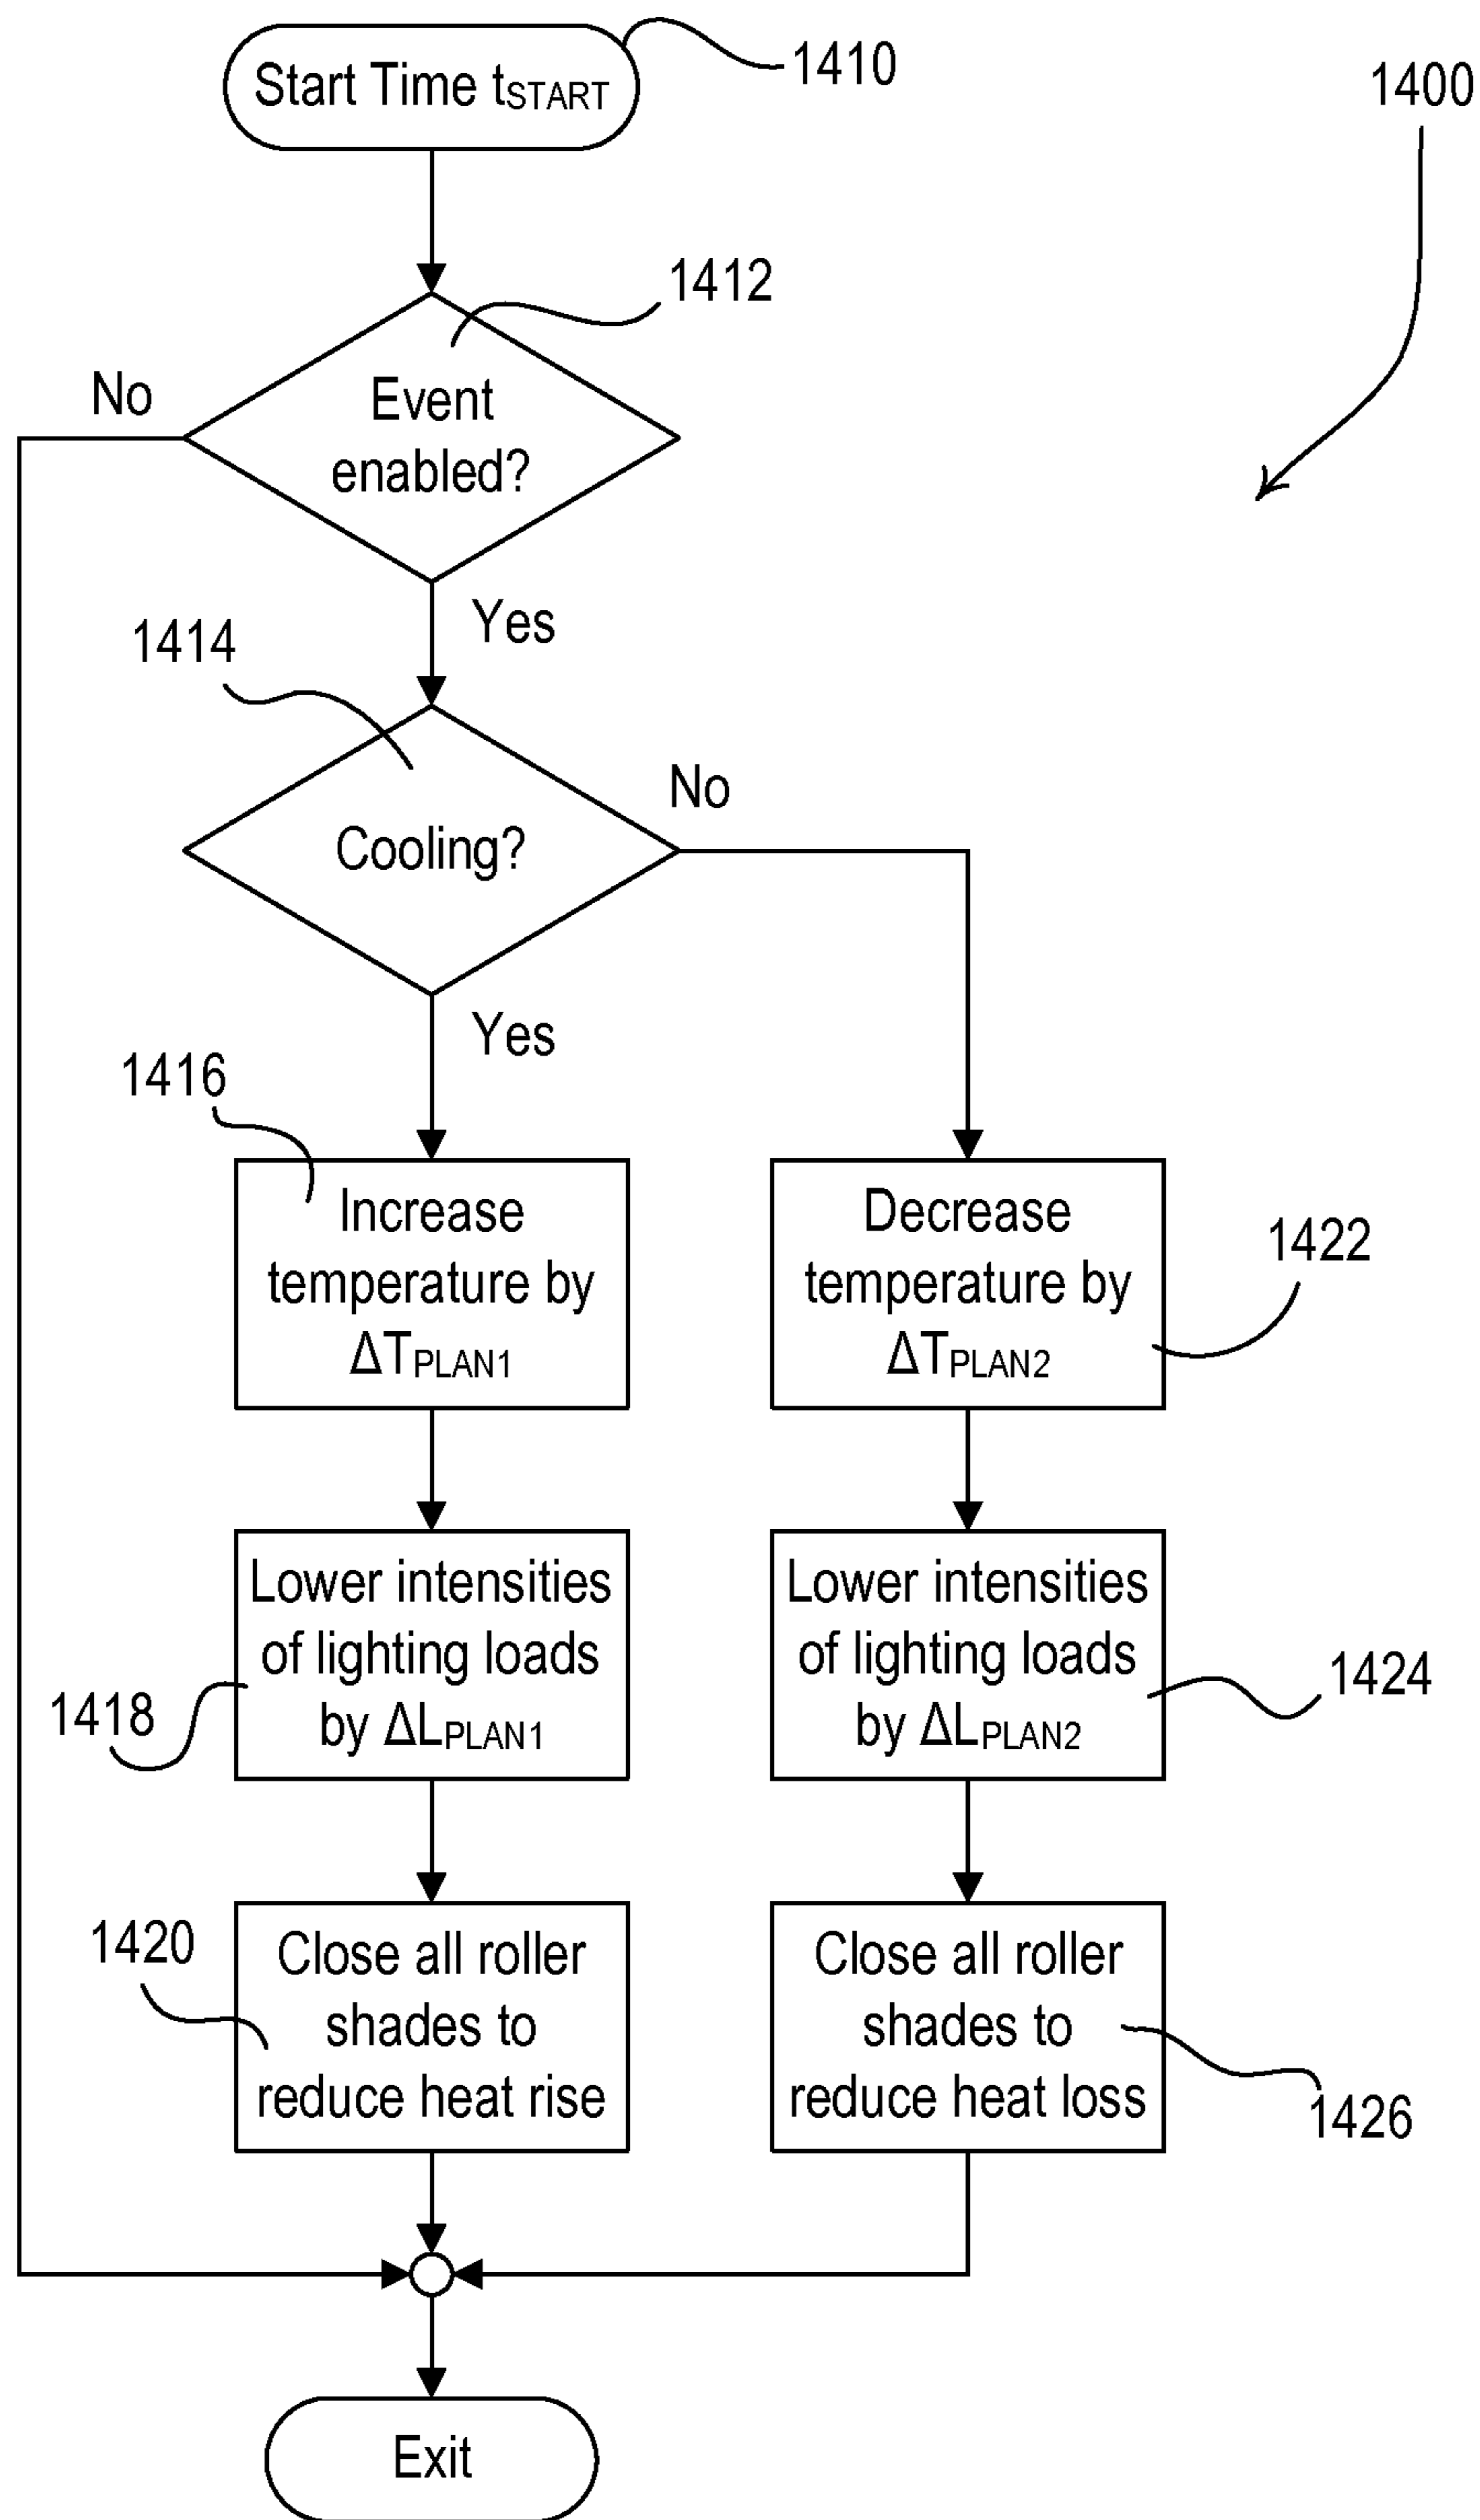 Start Time tSTART
1410
1400
1412
No
Event
enabled?
Yes
1414
No
Cooling?
Yes
1416
Increase
temperature by
ΔTPLAN1
Decrease
temperature by
ΔTPLAN2
1422
Lower intensities
of lighting loads
by ΔLPLAN1
1418
Lower intensities
of lighting loads
by ΔLPLAN2
1424
1420
Close all roller
shades to
reduce heat rise
Close all roller
shades to
reduce heat loss
1426
Exit